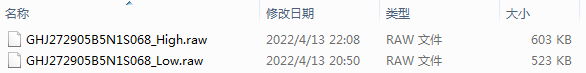 名称 修改日期 类型 大小
GHJ272905B5N1S068_High.raw 2022/4/13 22:08 RAW 文件 603 KB
GHJ272905B5N1S068_Low.raw 2022/4/13 20:50 RAW 文件 523 KB